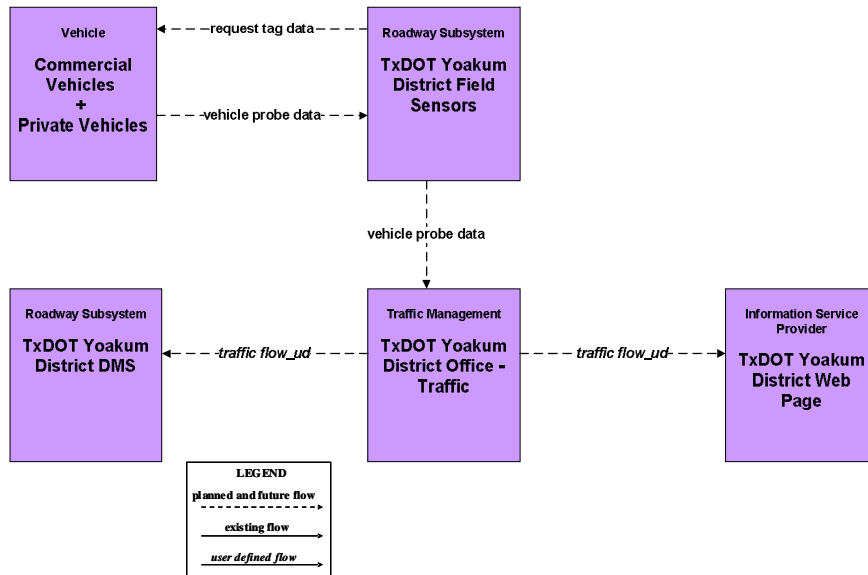 Vehicle
Commercial
Vehicles
+
Private Vehicles
request tag data
vehicle probe data
Roadway Subsystem
TxDOT Yoakum
District Field
Sensors
vehicle probe data
Roadway Subsystem
TxDOT Yoakum
District DMS
traffic flow_ud
Traffic Management
TxDOT Yoakum
District Office -
Traffic
traffic flow_ud
Information Service
Provider
TxDOT Yoakum
District Web
Page
LEGEND
planned and future flow
existing flow
user defined flow